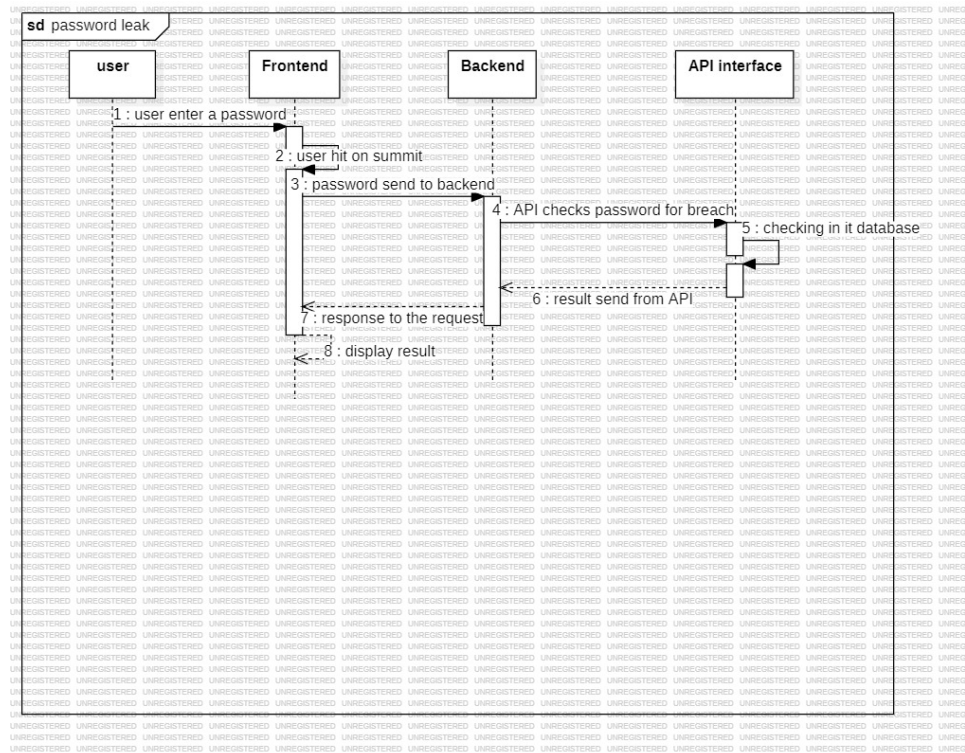 sd password leak
user
Frontend
Backend
API interface
1 : user enter a password
2 : user hit on summit
3 : password send to backend
4 : API checks password for breach
5 : checking in it database
6 : result send from API
7 : response to the request
8 : display result
UNREGISTERED